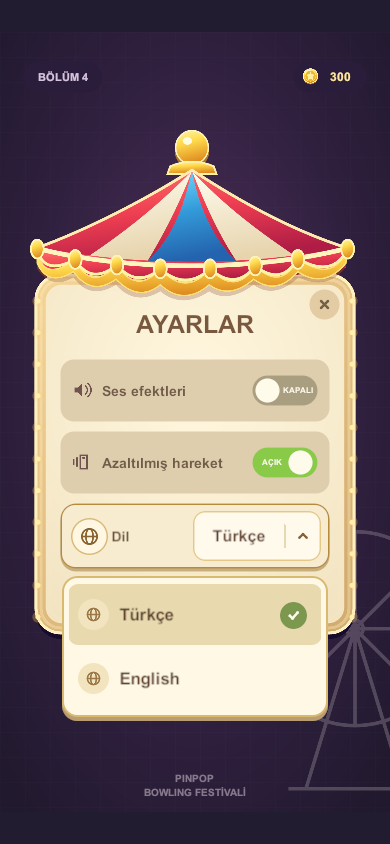 BÖLÜM 4
300
AYARLAR
Ses efektleri
KAPALI
Azaltılmış hareket
AÇIK
Dil
Türkçe
Türkçe
English
PINPOP
BOWLING FESTİVALİ